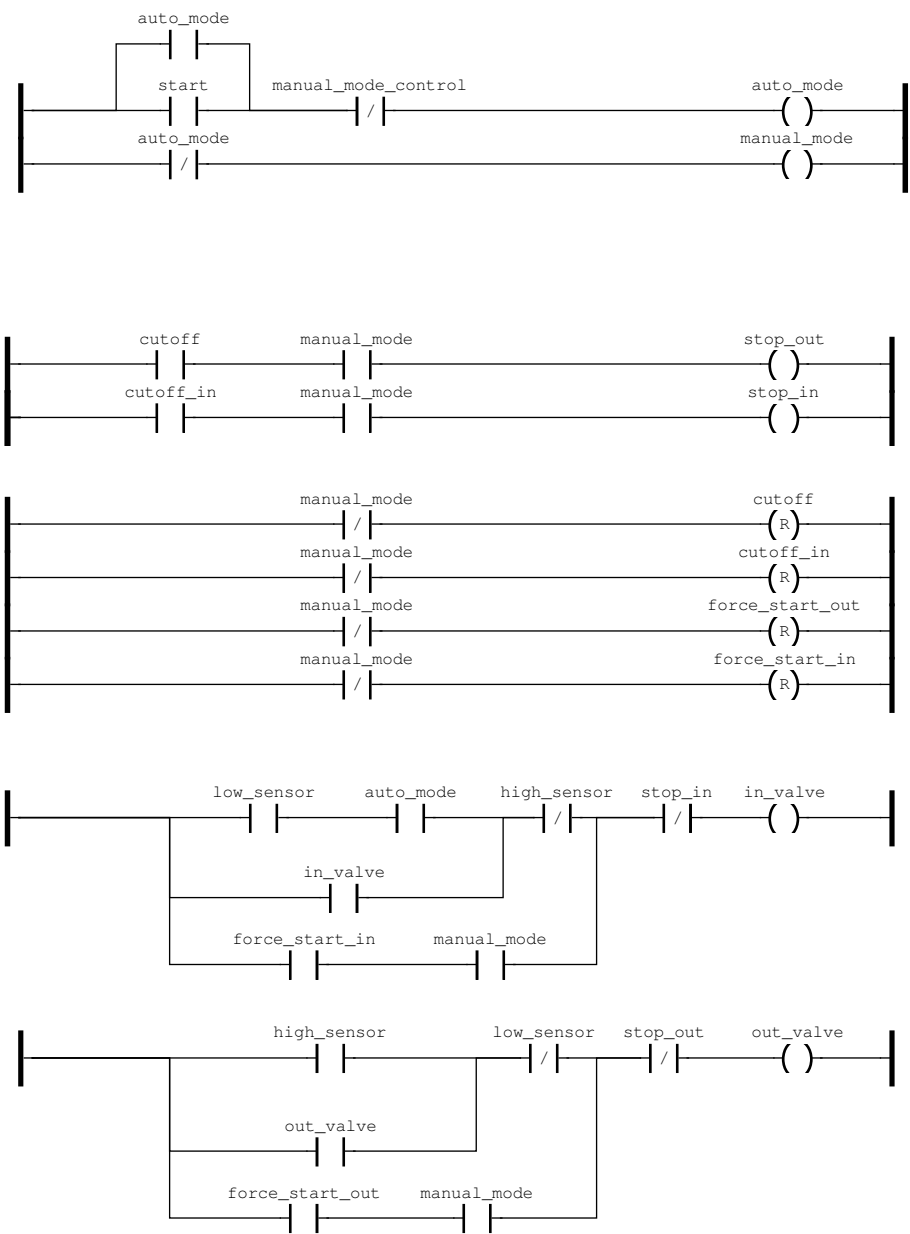 auto_mode
start manual_mode_control auto_mode
/
auto_mode manual_mode
/
cutoff manual_mode stop_out
cutoff_in manual_mode stop_in
manual_mode cutoff
/ R
manual_mode cutoff_in
/ R
manual_mode force_start_out
/ R
manual_mode force_start_in
/ R
low_sensor auto_mode high_sensor stop_in in_valve
/ /
in_valve
force_start_in manual_mode
high_sensor low_sensor stop_out out_valve
/ /
out_valve
force_start_out manual_mode